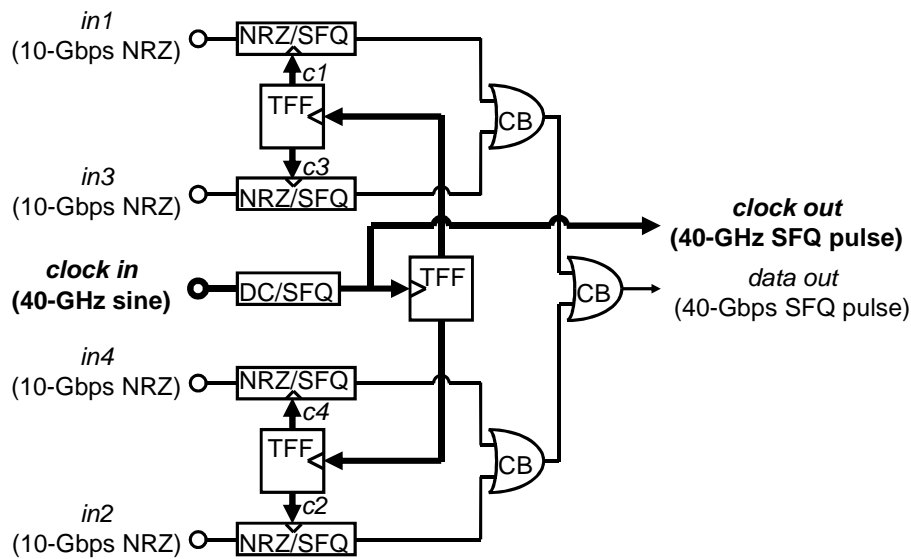 in1
(10-Gbps NRZ)
NRZ/SFQ
c1
TFF
CB
c3
in3
(10-Gbps NRZ)
NRZ/SFQ
clock out
(40-GHz SFQ pulse)
clock in
(40-GHz sine)
DC/SFQ
TFF
CB
data out
(40-Gbps SFQ pulse)
in4
(10-Gbps NRZ)
NRZ/SFQ
c4
TFF
CB
c2
in2
(10-Gbps NRZ)
NRZ/SFQ